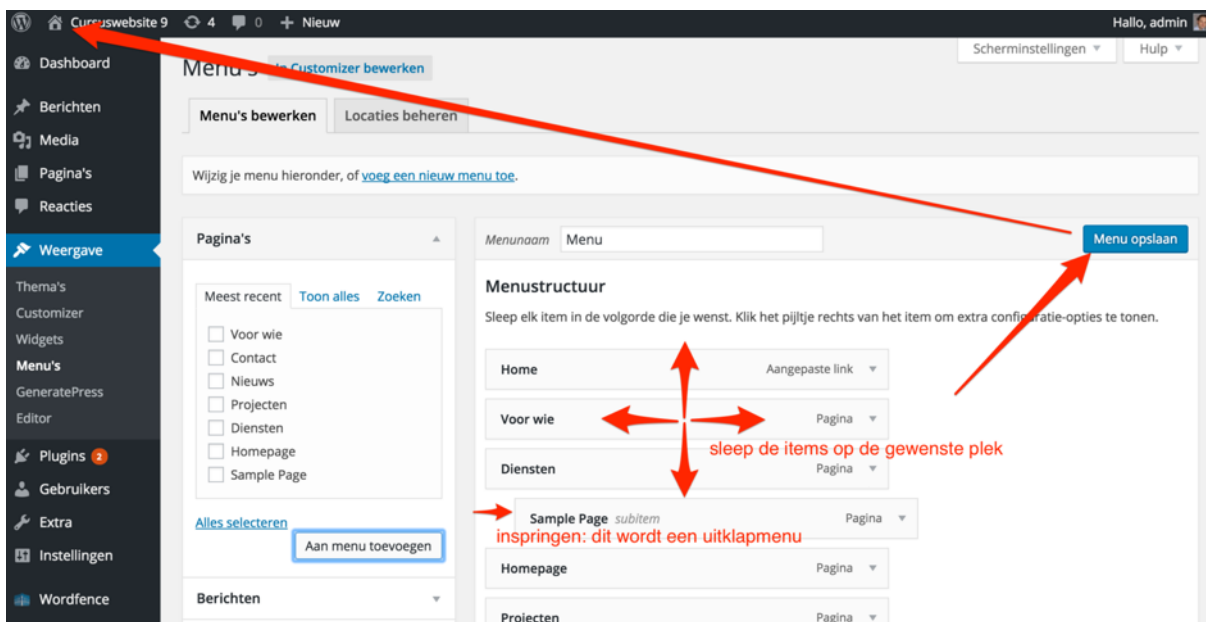 Cursuswebsite 9 4 0 + Nieuw Hallo, admin
Scherminstellingen Hulp
Menu's In Customizer bewerken
Menu's bewerken Locaties beheren
Wijzig je menu hieronder, of voeg een nieuw menu toe.
Dashboard
Berichten
Media
Pagina's
Reacties
Weergave
Thema's
Customizer
Widgets
Menu's
GeneratePress
Editor
Plugins 2
Gebruikers
Extra
Instellingen
Wordfence
Pagina's
Meest recent Toon alles Zoeken
Voor wie
Contact
Nieuws
Projecten
Diensten
Homepage
Sample Page
Alles selecteren
Aan menu toevoegen
Berichten
Menunaam Menu Menu opslaan
Menustructuur
Sleep elk item in de volgorde die je wenst. Klik het pijltje rechts van het item om extra configuratie-opties te tonen.
Home Aangepaste link
Voor wie Pagina
sleep de items op de gewenste plek
Diensten Pagina
Sample Page subitem Pagina
inspringen: dit wordt een uitklapmenu
Homepage Pagina
Projecten Pagina